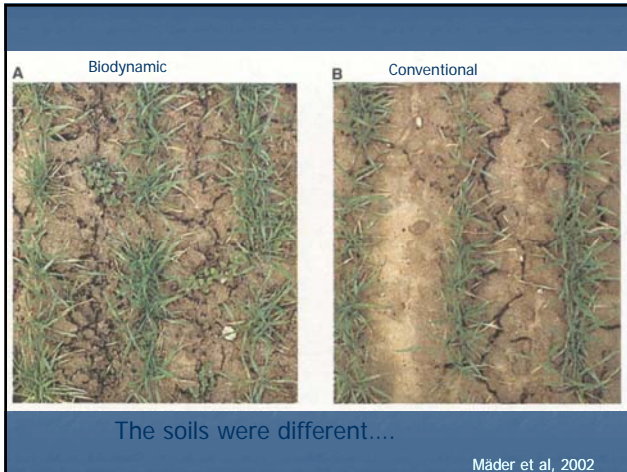 A
Biodynamic
B
Conventional
The soils were different....
Mäder et al, 2002